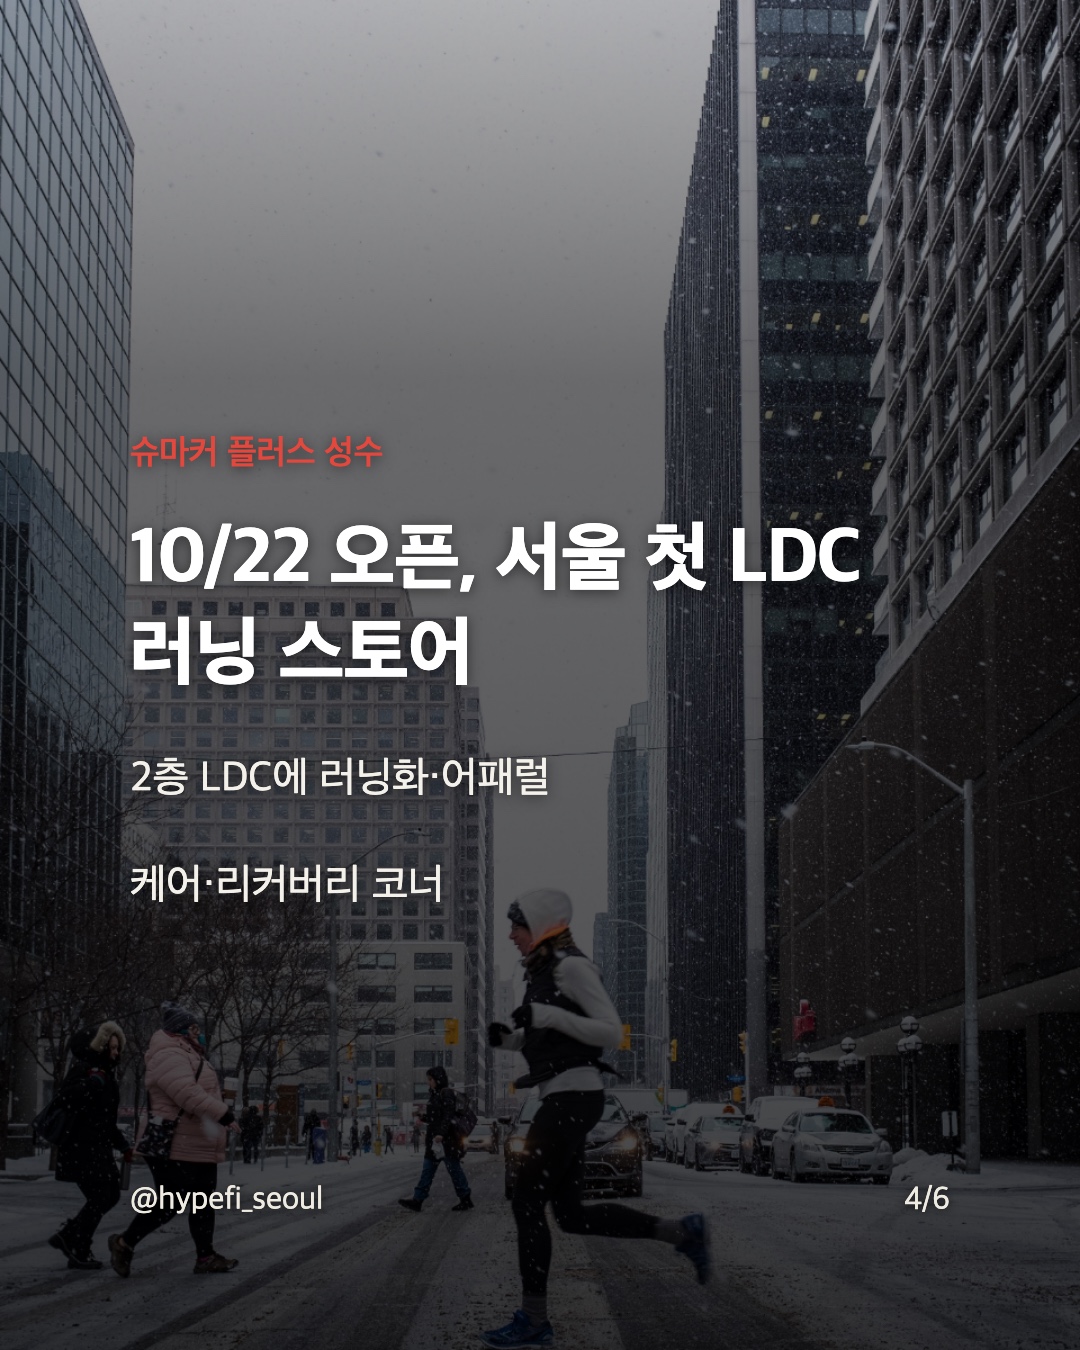 슈마커 플러스 성수
10/22 오픈, 서울 첫 LDC
러닝 스토어
2층 LDC에 러닝화·어패럴
케어·리커버리 코너
@hypefi_seoul
4/6